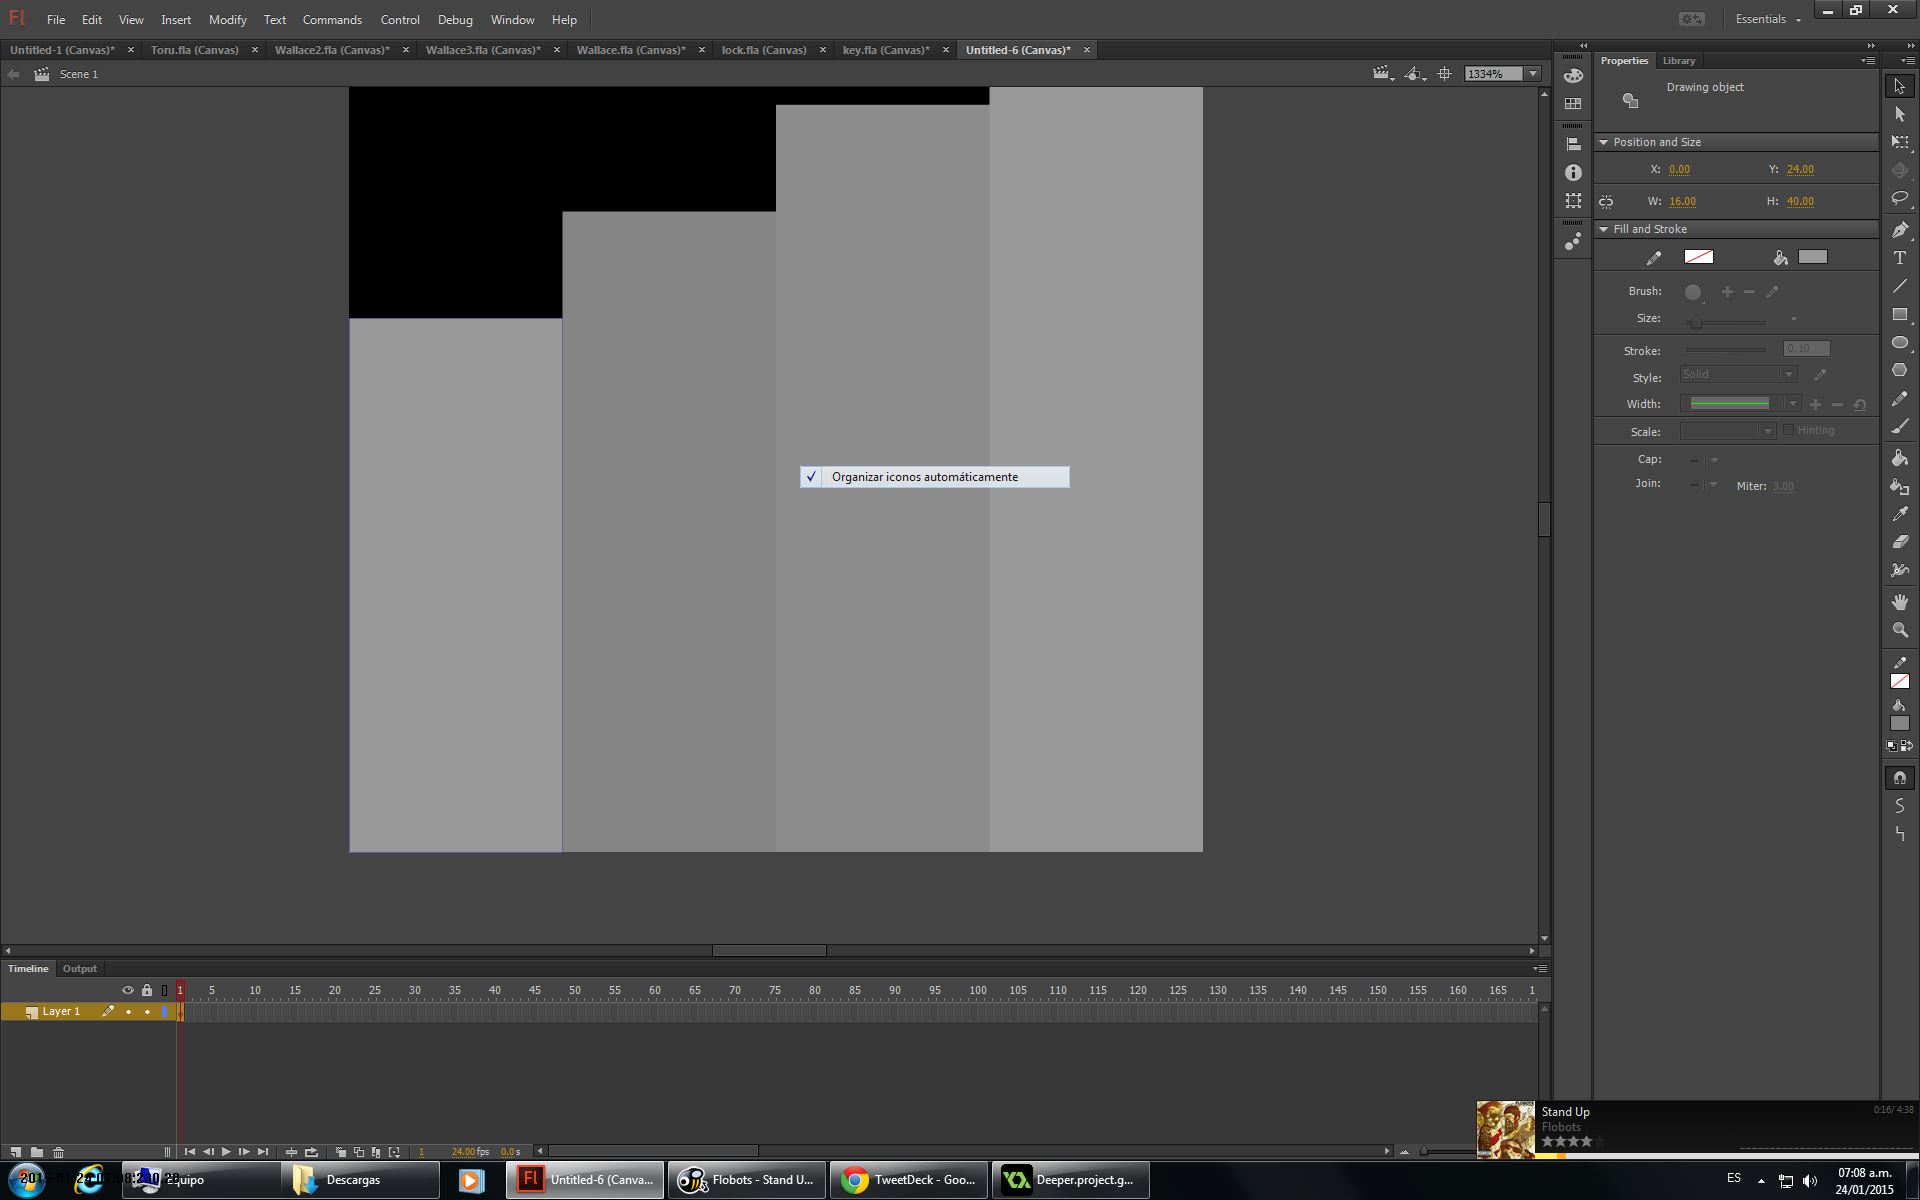 Fl File Edit View Insert Modify Text Commands Control Debug Window Help Essentials
Untitled-1 (Canvas)* Toru.fla (Canvas) Wallace2.fla (Canvas)* Wallace3.fla (Canvas)* Wallace.fla (Canvas)* lock.fla (Canvas) key.fla (Canvas)* Untitled-6 (Canvas)*
Scene 1 1334%
Properties Library
Drawing object
Position and Size
X: 0.00 Y: 24.00
W: 16.00 H: 40.00
Fill and Stroke
Brush:
Size:
Stroke: 0.10
Style: Solid
Width:
Scale: Hinting
Cap:
Join: Miter: 3.00
Organizar iconos automáticamente
Timeline Output
1 5 10 15 20 25 30 35 40 45 50 55 60 65 70 75 80 85 90 95 100 105 110 115 120 125 130 135 140 145 150 155 160 165 1
Layer 1
1 24.00 fps 0.0 s
Stand Up 0:16/ 4:38
Flobots
Equipo Descargas Fl Untitled-6 (Canva... Flobots - Stand U... TweetDeck - Goo... Deeper.project.g... ES 07:08 a.m.
24/01/2015